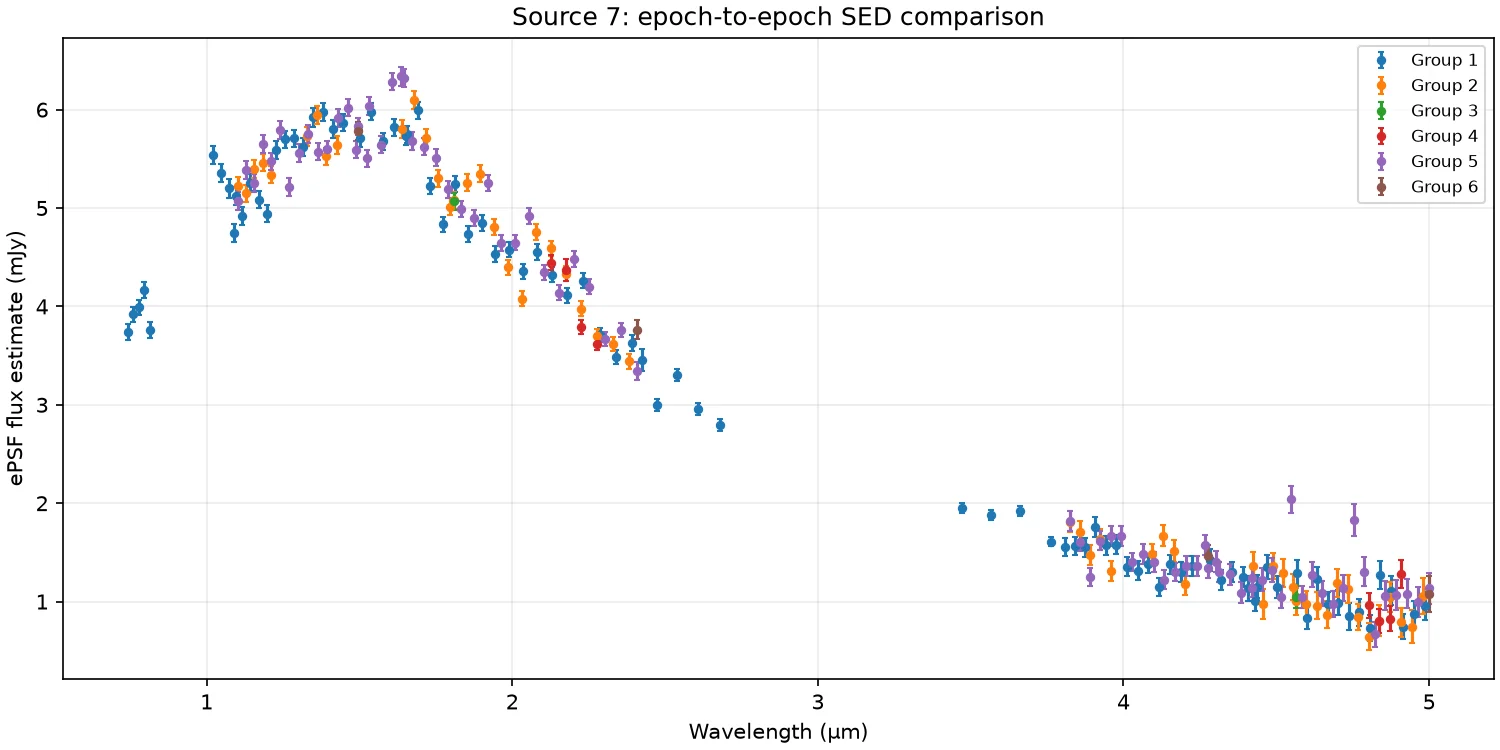 Source 7: epoch-to-epoch SED comparison
ePSF flux estimate (mJy)
6
5
4
3
2
1
Group 1
Group 2
Group 3
Group 4
Group 5
Group 6
1 2 3 4 5
Wavelength (μm)